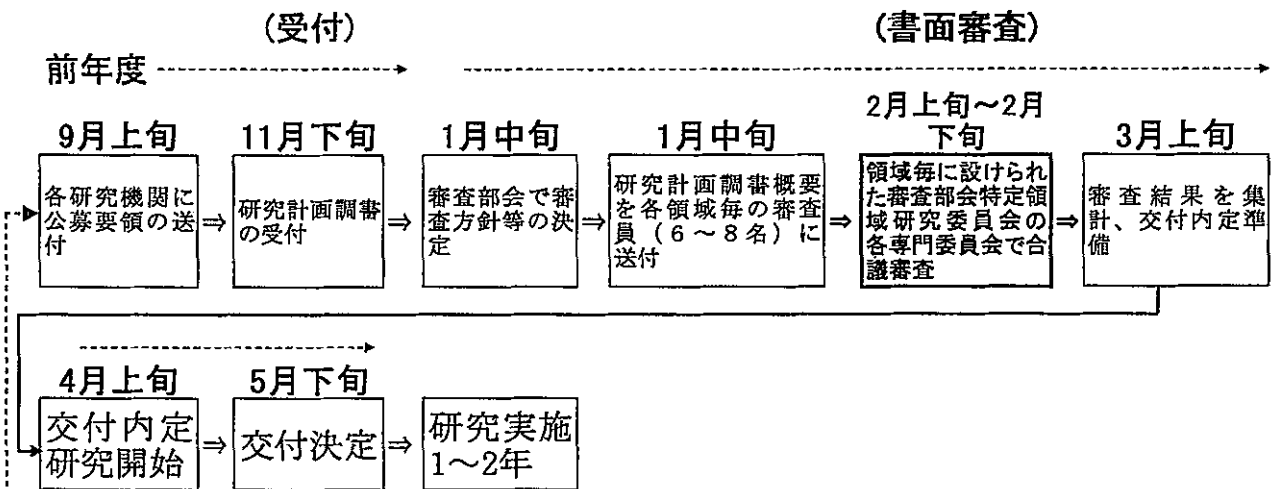 (受付)
(書面審査)
前年度
9月上旬
各研究機関に
公募要領の送
付
⇒
11月下旬
研究計画調書
の受付
⇒
1月中旬
審査部会で審
査方針等の決
定
⇒
1月中旬
研究計画調書概要
を各領域毎の審査
員(6～8名)に
送付
⇒
2月上旬～2月
下旬
領域毎に設けられ
た審査部会特定領
域研究委員会の
各専門委員会で合
議審査
⇒
3月上旬
審査結果を集
計、交付内定準
備
4月上旬
交付内定
研究開始
⇒
5月下旬
交付決定
⇒
研究実施
1～2年